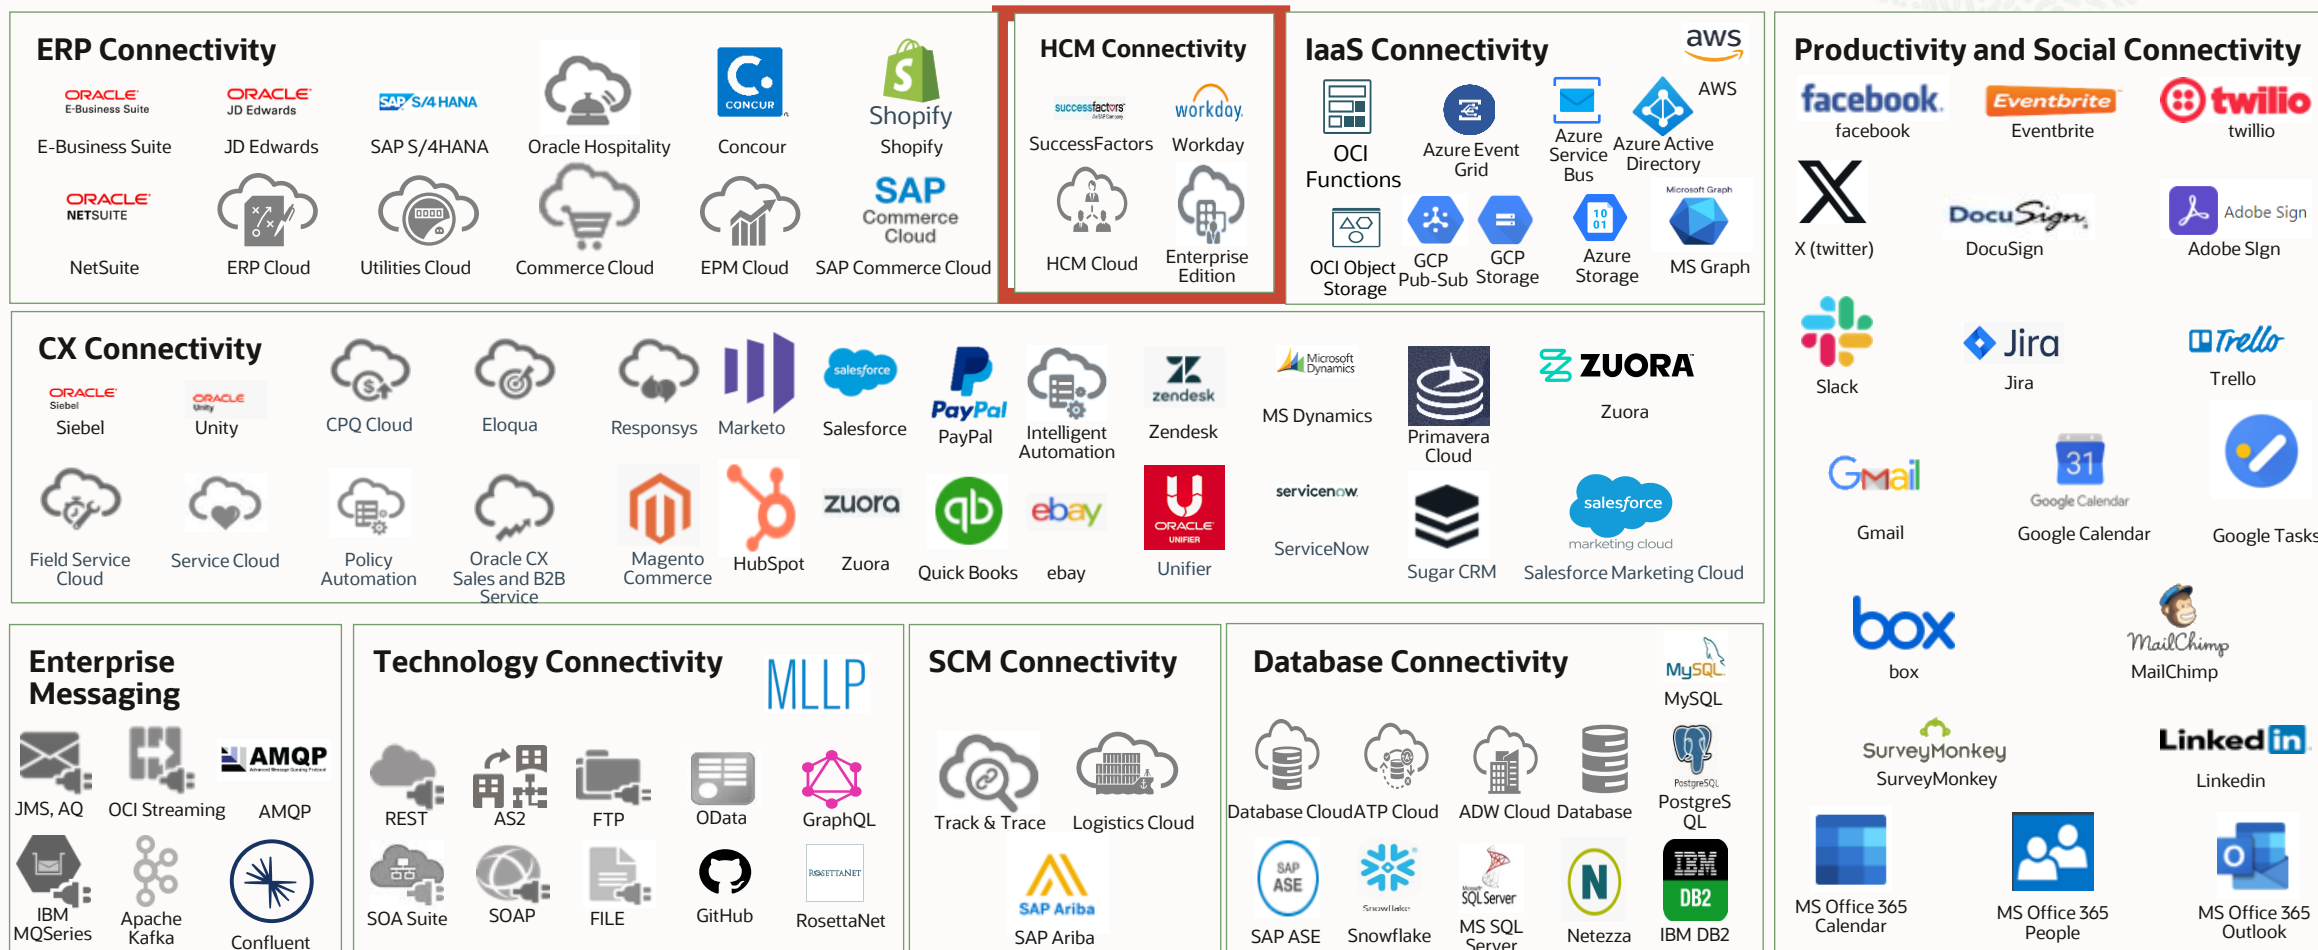 ERP Connectivity
ORACLE E-Business Suite
E-Business Suite
ORACLE JD Edwards
JD Edwards
SAP S/4 HANA
SAP S/4HANA
Oracle Hospitality
C. CONCUR
Concour
Shopify
Shopify
ORACLE NETSUITE
NetSuite
ERP Cloud
Utilities Cloud
Commerce Cloud
EPM Cloud
SAP
Commerce
Cloud
SAP Commerce Cloud
HCM Connectivity
successfactors
SuccessFactors
workday
Workday
HCM Cloud
Enterprise
Edition
IaaS Connectivity
aws
AWS
OCI
Functions
Azure Event
Grid
Azure
Service
Bus
Azure Active
Directory
OCI Object
Storage
GCP
Pub-Sub
GCP
Storage
10
01
Azure
Storage
Microsoft Graph
MS Graph
CX Connectivity
ORACLE
Siebel
Siebel
ORACLE
Unity
Unity
CPQ Cloud
Eloqua
Responsys
Marketo
salesforce
Salesforce
PayPal
PayPal
Intelligent
Automation
zendesk
Zendesk
Microsoft
Dynamics
MS Dynamics
Primavera
Cloud
ZUORA
Zuora
Field Service
Cloud
Service Cloud
Policy
Automation
Oracle CX
Sales and B2B
Service
Magento
Commerce
HubSpot
zuora
Zuora
qb
Quick Books
ebay
ebay
ORACLE
UNIFIER
Unifier
servicenow
ServiceNow
Sugar CRM
salesforce
marketing cloud
Salesforce Marketing Cloud
Enterprise
Messaging
JMS, AQ
OCI Streaming
AMQP
Advanced Message Queuing Protocol
AMQP
IBM
MQSeries
Apache
Kafka
Confluent
Technology Connectivity
MLLP
REST
AS2
FTP
OData
GraphQL
SOA Suite
SOAP
FILE
GitHub
ROSETTANET
RosettaNet
SCM Connectivity
Track & Trace
Logistics Cloud
SAP Ariba
SAP Ariba
Database Connectivity
MySQL
MySQL
Database Cloud
ATP Cloud
ADW Cloud
Database
PostgreSQL
PostgreS
QL
SAP
ASE
SAP ASE
Snowflake
Snowflake
Microsoft
SQL Server
MS SQL
Server
N
Netezza
IBM
DB2
IBM DB2
Productivity and Social Connectivity
facebook
facebook
Eventbrite
Eventbrite
twilio
twillio
X (twitter)
DocuSign
DocuSign
Adobe Sign
Adobe SIgn
Slack
Jira
Jira
Trello
Trello
Gmail
Gmail
31
Google Calendar
Google Calendar
Google Tasks
box
box
MailChimp
MailChimp
SurveyMonkey
SurveyMonkey
Linkedin
Linkedin
MS Office 365
Calendar
MS Office 365
People
MS Office 365
Outlook